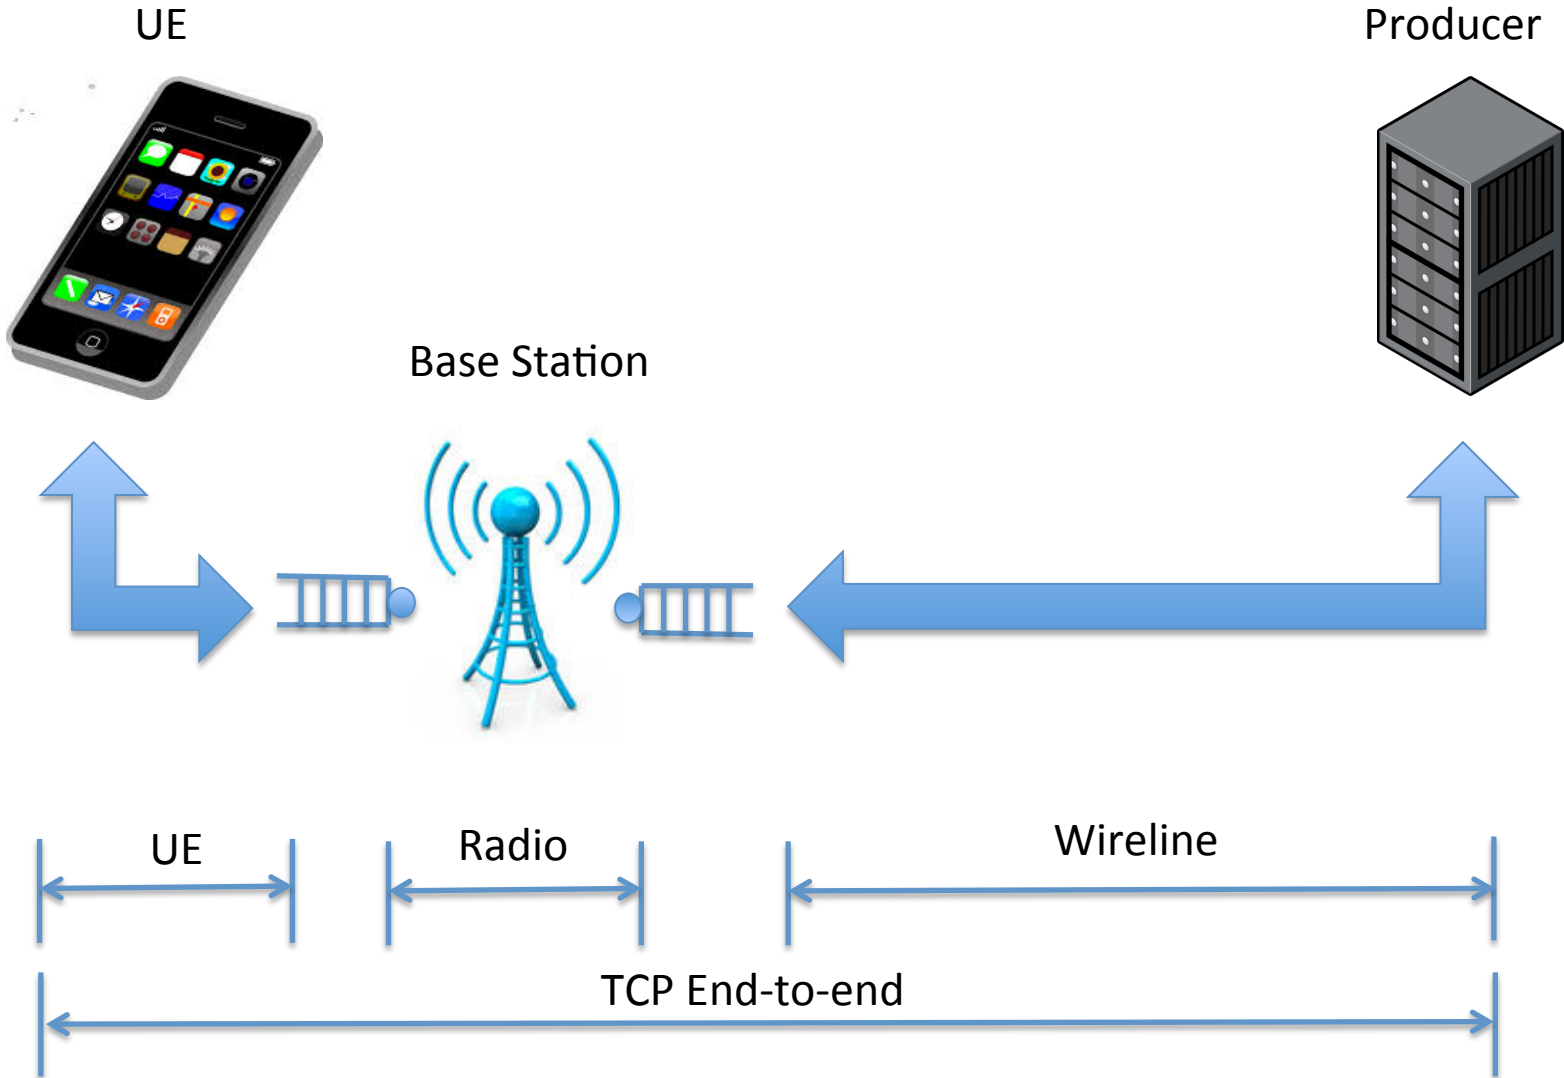 UE
Producer
Base Station
UE
Radio
Wireline
TCP End-to-end